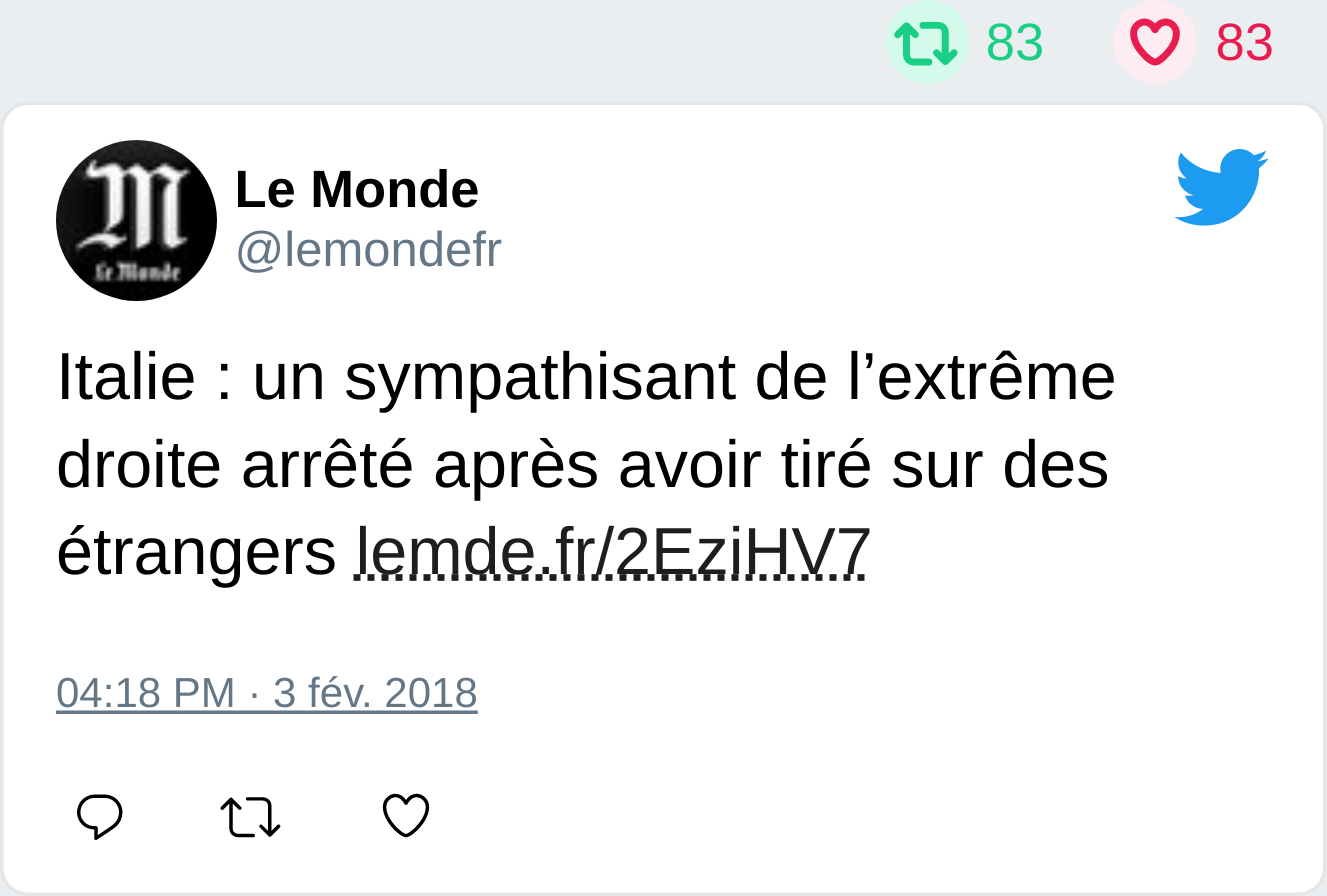 83 83
Le Monde
Le Monde
@lemondefr
Italie : un sympathisant de l’extrême
droite arrêté après avoir tiré sur des
étrangers lemde.fr/2EziHV7
04:18 PM · 3 fév. 2018